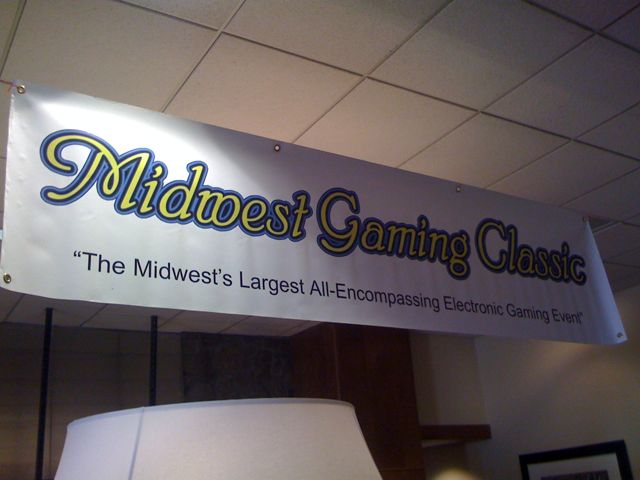 Midwest Gaming Classic
“The Midwest's Largest All-Encompassing Electronic Gaming Event”